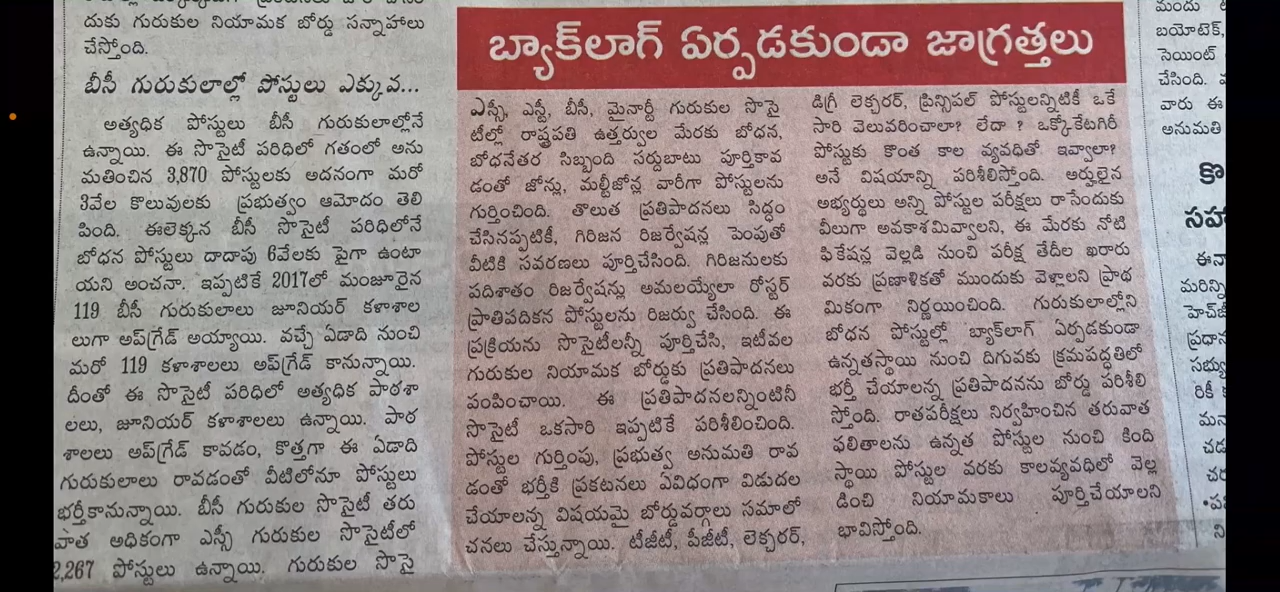 దుకు గురుకుల నియామక బోర్డు సన్నాహాలు
చేస్తోంది.
బీసీ గురుకులాల్లో పోస్టులు ఎక్కువ...
అత్యధిక పోస్టులు బీసీ గురుకులాల్లోనే
ఉన్నాయి. ఈ సొసైటీ పరిధిలో గతంలో అను
మతించిన 3,870 పోస్టులకు అదనంగా మరో
3వేల కొలువులకు ప్రభుత్వం ఆమోదం తెలి
పింది. ఈలెక్కన బీసీ సొసైటీ పరిధిలోనే
బోధన పోస్టులు దాదాపు 6వేలకు పైగా ఉంటా
యని అంచనా. ఇప్పటికే 2017లో మంజూరైన
119 బీసీ గురుకులాలు జూనియర్ కళాశాల
లుగా అప్‌గ్రేడ్ అయ్యాయి. వచ్చే ఏడాది నుంచి
మరో 119 కళాశాలలు అప్‌గ్రేడ్ కానున్నాయి.
దీంతో ఈ సొసైటీ పరిధిలో అత్యధిక పాఠశా
లలు, జూనియర్ కళాశాలలు ఉన్నాయి. పాఠ
శాలలు అప్‌గ్రేడ్ కావడం, కొత్తగా ఈ ఏడాది
గురుకులాలు రావడంతో వీటిలోనూ పోస్టులు
భర్తీకానున్నాయి. బీసీ గురుకుల సొసైటీ తరు
వాత అధికంగా ఎస్సీ గురుకుల సొసైటీలో
2,267 పోస్టులు ఉన్నాయి. గురుకుల సొసై
బ్యాక్‌లాగ్ ఏర్పడకుండా జాగ్రత్తలు
ఎస్సీ, ఎస్టీ, బీసీ, మైనార్టీ గురుకుల సొసై
టీల్లో రాష్ట్రపతి ఉత్తర్వుల మేరకు బోధన,
బోధనేతర సిబ్బంది సర్దుబాటు పూర్తికావ
డంతో జోన్లు, మల్టీజోన్ల వారీగా పోస్టులను
గుర్తించింది. తొలుత ప్రతిపాదనలు సిద్ధం
చేసినప్పటికీ, గిరిజన రిజర్వేషన్ల పెంపుతో
వీటికి సవరణలు పూర్తిచేసింది. గిరిజనులకు
పదిశాతం రిజర్వేషన్లు అమలయ్యేలా రోస్టర్
ప్రాతిపదికన పోస్టులను రిజర్వు చేసింది. ఈ
ప్రక్రియను సొసైటీలన్నీ పూర్తిచేసి, ఇటీవల
గురుకుల నియామక బోర్డుకు ప్రతిపాదనలు
పంపించాయి. ఈ ప్రతిపాదనలన్నింటినీ
సొసైటీ ఒకసారి ఇప్పటికే పరిశీలించింది.
పోస్టుల గుర్తింపు, ప్రభుత్వ అనుమతి రావ
డంతో భర్తీకి ప్రకటనలు ఏవిధంగా విడుదల
చేయాలన్న విషయమై బోర్డువర్గాలు సమాలో
చనలు చేస్తున్నాయి. టీజీటీ, పీజీటీ, లెక్చరర్,
డిగ్రీ లెక్చరర్, ప్రిన్సిపల్ పోస్టులన్నిటికీ ఒకే
సారి వెలువరించాలా? లేదా ? ఒక్కోకేటగిరీ
పోస్టుకు కొంత కాల వ్యవధితో ఇవ్వాలా?
అనే విషయాన్ని పరిశీలిస్తోంది. అర్హులైన
అభ్యర్థులు అన్ని పోస్టుల పరీక్షలు రాసేందుకు
వీలుగా అవకాశమివ్వాలని, ఈ మేరకు నోటి
ఫికేషన్ల వెల్లడి నుంచి పరీక్ష తేదీల ఖరారు
వరకు ప్రణాళికతో ముందుకు వెళ్లాలని ప్రాథ
మికంగా నిర్ణయించింది. గురుకులాల్లోని
బోధన పోస్టుల్లో బ్యాక్‌లాగ్ ఏర్పడకుండా
ఉన్నతస్థాయి నుంచి దిగువకు క్రమపద్ధతిలో
భర్తీ చేయాలన్న ప్రతిపాదనను బోర్డు పరిశీలి
స్తోంది. రాతపరీక్షలు నిర్వహించిన తరువాత
ఫలితాలను ఉన్నత పోస్టుల నుంచి కింది
స్థాయి పోస్టుల వరకు కాలవ్యవధిలో వెల్ల
డించి నియామకాలు పూర్తిచేయాలని
భావిస్తోంది.
బయోటెక్,
సెయింట్
చేసింది.
వారు ఈ
అనుమతి